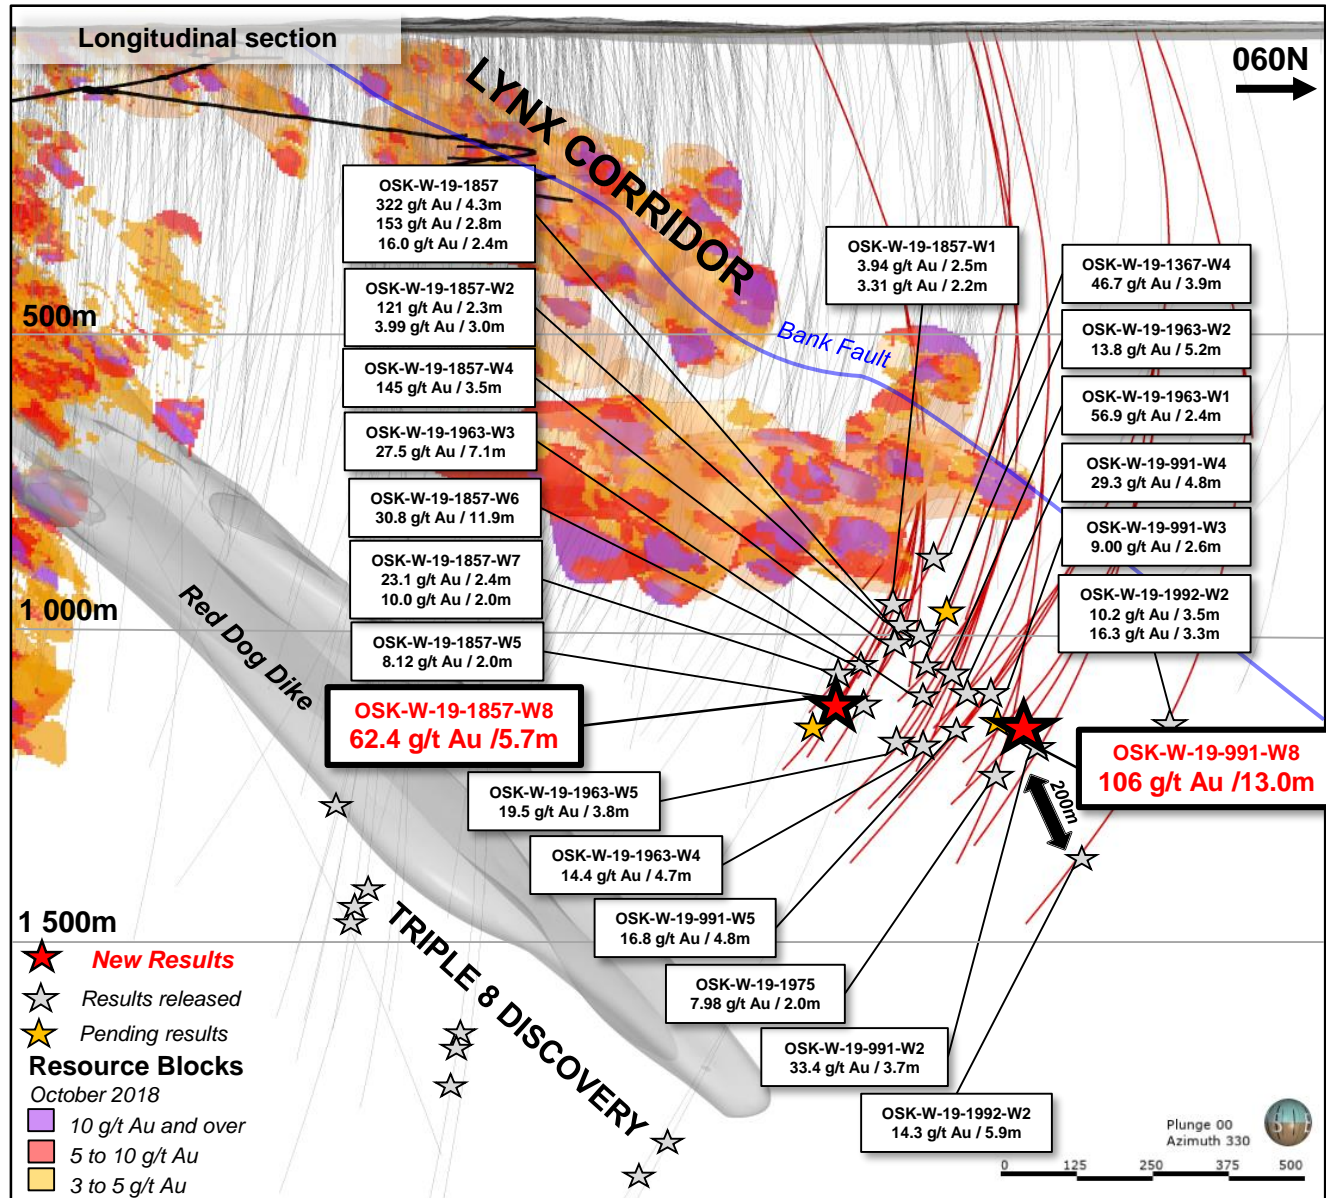 Longitudinal section
060N
LYNX CORRIDOR
OSK-W-19-1857
322 g/t Au / 4.3m
153 g/t Au / 2.8m
16.0 g/t Au / 2.4m
OSK-W-19-1857-W2
121 g/t Au / 2.3m
3.99 g/t Au / 3.0m
OSK-W-19-1857-W4
145 g/t Au / 3.5m
OSK-W-19-1963-W3
27.5 g/t Au / 7.1m
OSK-W-19-1857-W6
30.8 g/t Au / 11.9m
OSK-W-19-1857-W7
23.1 g/t Au / 2.4m
10.0 g/t Au / 2.0m
OSK-W-19-1857-W5
8.12 g/t Au / 2.0m
OSK-W-19-1857-W8
62.4 g/t Au /5.7m
OSK-W-19-1857-W1
3.94 g/t Au / 2.5m
3.31 g/t Au / 2.2m
OSK-W-19-1367-W4
46.7 g/t Au / 3.9m
OSK-W-19-1963-W2
13.8 g/t Au / 5.2m
OSK-W-19-1963-W1
56.9 g/t Au / 2.4m
OSK-W-19-991-W4
29.3 g/t Au / 4.8m
OSK-W-19-991-W3
9.00 g/t Au / 2.6m
OSK-W-19-1992-W2
10.2 g/t Au / 3.5m
16.3 g/t Au / 3.3m
OSK-W-19-991-W8
106 g/t Au /13.0m
500m
Bank Fault
1 000m
Red Dog Dike
200m
OSK-W-19-1963-W5
19.5 g/t Au / 3.8m
OSK-W-19-1963-W4
14.4 g/t Au / 4.7m
OSK-W-19-991-W5
16.8 g/t Au / 4.8m
OSK-W-19-1975
7.98 g/t Au / 2.0m
OSK-W-19-991-W2
33.4 g/t Au / 3.7m
OSK-W-19-1992-W2
14.3 g/t Au / 5.9m
1 500m
TRIPLE 8 DISCOVERY
New Results
Results released
Pending results
Resource Blocks
October 2018
10 g/t Au and over
5 to 10 g/t Au
3 to 5 g/t Au
Plunge 00
Azimuth 330
0 125 250 375 500